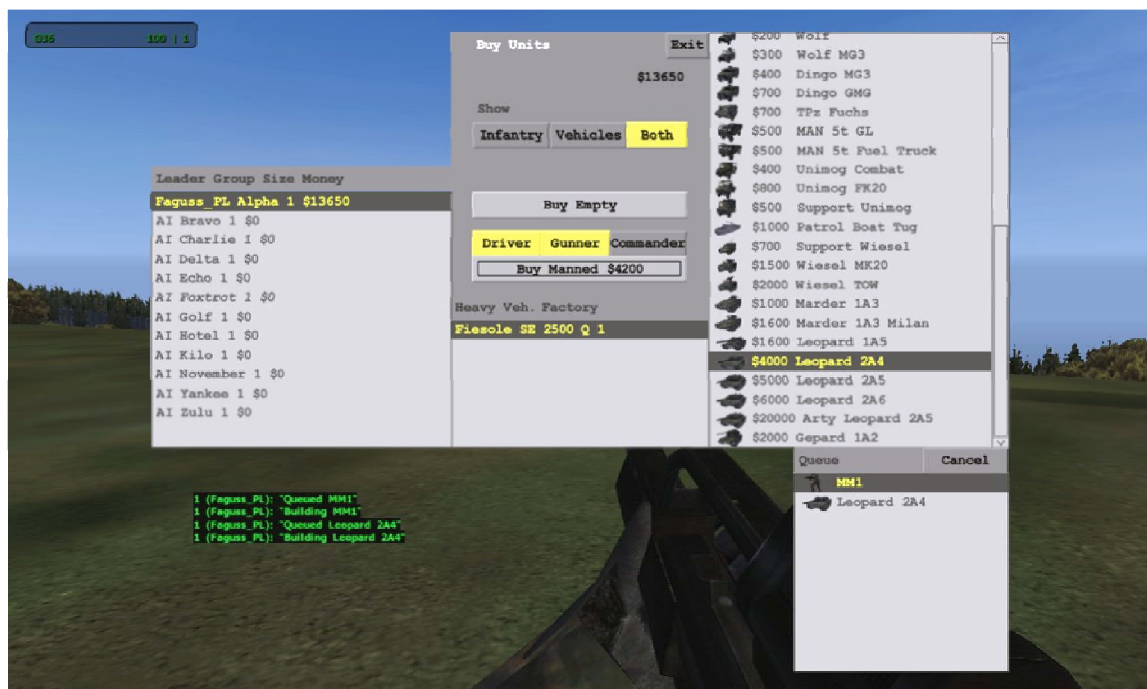 036 100 | 1
Buy Units Exit
$13650
Show
Infantry Vehicles Both
Buy Empty
Driver Gunner Commander
Buy Manned $4200
Leader Group Size Money
Faguss_PL Alpha 1 $13650
AI Bravo 1 $0
AI Charlie 1 $0
AI Delta 1 $0
AI Echo 1 $0
AI Foxtrot 1 $0
AI Golf 1 $0
AI Hotel 1 $0
AI Kilo 1 $0
AI November 1 $0
AI Yankee 1 $0
AI Zulu 1 $0
Heavy Veh. Factory
Fiesole SE 2500 Q 1
$200 Wolf
$300 Wolf MG3
$400 Dingo MG3
$700 Dingo GMG
$700 TPz Fuchs
$500 MAN 5t GL
$500 MAN 5t Fuel Truck
$400 Unimog Combat
$800 Unimog FK20
$500 Support Unimog
$1000 Patrol Boat Tug
$700 Support Wiesel
$1500 Wiesel MK20
$2000 Wiesel TOW
$1000 Marder 1A3
$1600 Marder 1A3 Milan
$1600 Leopard 1A5
$4000 Leopard 2A4
$5000 Leopard 2A5
$6000 Leopard 2A6
$20000 Arty Leopard 2A5
$2000 Gepard 1A2
Queue Cancel
MM1
Leopard 2A4
1 (Faguss_PL): "Queued MM1"
1 (Faguss_PL): "Building MM1"
1 (Faguss_PL): "Queued Leopard 2A4"
1 (Faguss_PL): "Building Leopard 2A4"